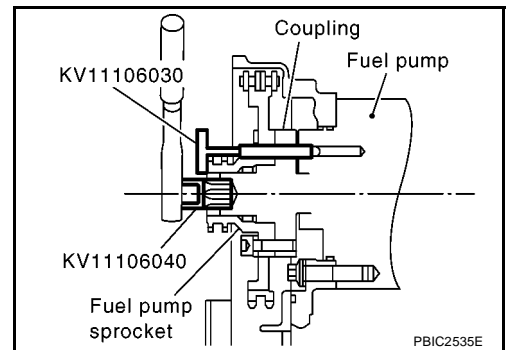 Coupling
Fuel pump
KV11106030
KV11106040
Fuel pump
sprocket
PBIC2535E